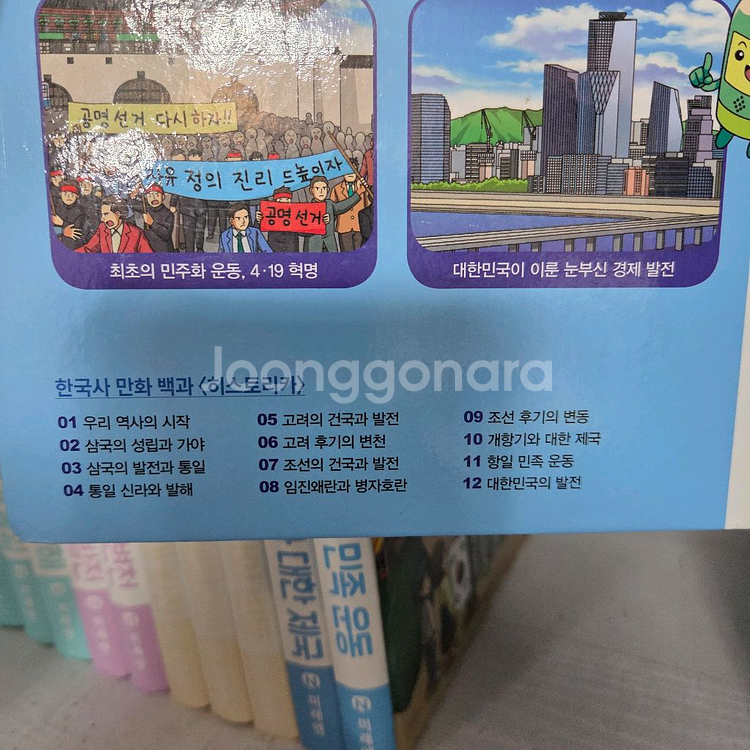 공명선거 다시하자!!
자유 정의 진리 드높이자
공명선거
최초의 민주화 운동, 4·19 혁명
대한민국이 이룬 눈부신 경제 발전
loonggonara
한국사 만화 백과 <히스토리카>
01 우리 역사의 시작
02 삼국의 성립과 가야
03 삼국의 발전과 통일
04 통일 신라와 발해
05 고려의 건국과 발전
06 고려 후기의 변천
07 조선의 건국과 발전
08 임진왜란과 병자호란
09 조선 후기의 변동
10 개항기와 대한 제국
11 항일 민족 운동
12 대한민국의 발전
대한 제국
민족 운동